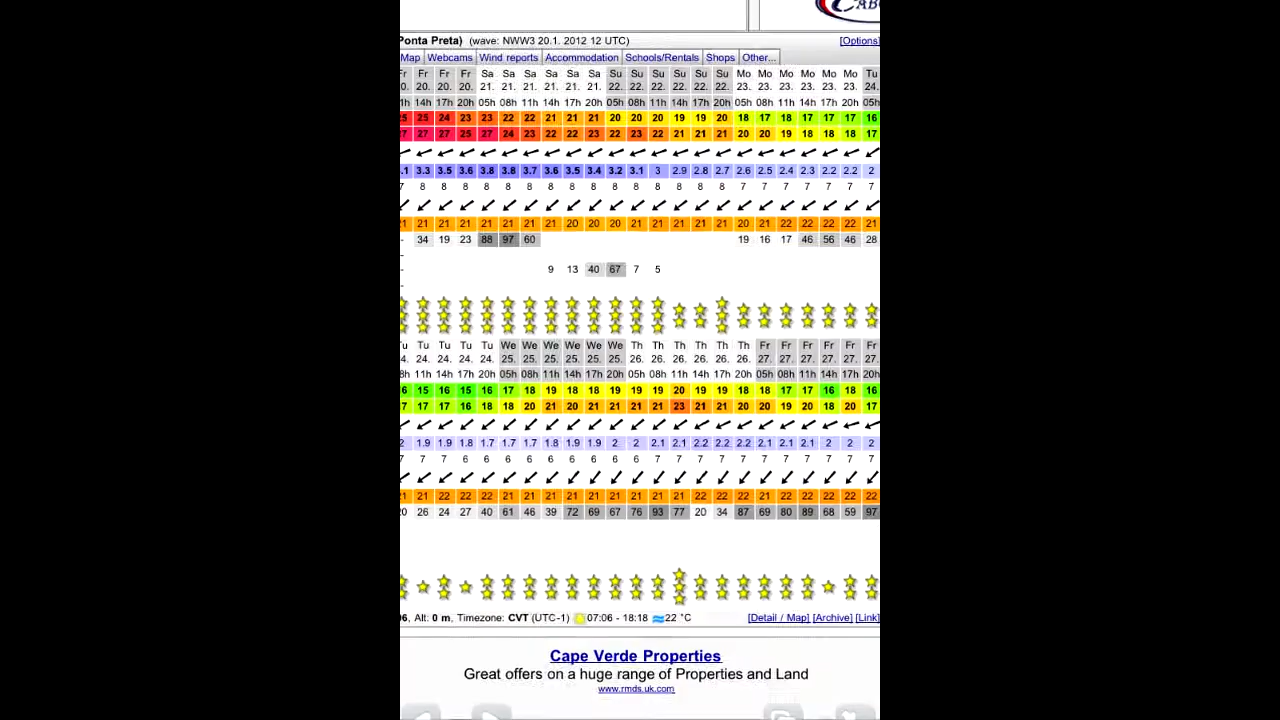 Ponta Preta) (wave: NWW3 20.1. 2012 12 UTC) [Options]
Map Webcams Wind reports Accommodation Schools/Rentals Shops Other...
Fr Fr Fr Fr Sa Sa Sa Sa Sa Sa Su Su Su Su Su Su Mo Mo Mo Mo Mo Mo Tu
0. 20. 20. 20. 21. 21. 21. 21. 21. 21. 22. 22. 22. 22. 22. 22. 23. 23. 23. 23. 23. 23. 24.
1h 14h 17h 20h 05h 08h 11h 14h 17h 20h 05h 08h 11h 14h 17h 20h 05h 08h 11h 14h 17h 20h 05h
25 25 24 23 23 22 22 21 21 21 20 20 20 19 19 20 18 17 18 17 17 17 16
27 27 27 25 27 24 23 22 22 23 22 23 22 21 21 21 20 20 19 18 18 18 17
.1 3.3 3.5 3.6 3.8 3.8 3.7 3.6 3.5 3.4 3.2 3.1 3 2.9 2.8 2.7 2.6 2.5 2.4 2.3 2.2 2.2 2
7 8 8 8 8 8 8 8 8 8 8 8 8 8 8 8 7 7 7 7 7 7 7
21 21 21 21 21 21 21 21 20 20 20 21 21 21 21 21 20 21 22 22 22 21 21
- 34 19 23 88 97 60 19 16 17 46 56 46 28
-
- 9 13 40 67 7 5
-
Tu Tu Tu Tu Tu We We We We We We Th Th Th Th Th Th Fr Fr Fr Fr Fr Fr
4. 24. 24. 24. 24. 25. 25. 25. 25. 25. 25. 26. 26. 26. 26. 26. 26. 27. 27. 27. 27. 27. 27.
8h 11h 14h 17h 20h 05h 08h 11h 14h 17h 20h 05h 08h 11h 14h 17h 20h 05h 08h 11h 14h 17h 20h
6 15 16 15 16 17 18 19 18 18 19 19 19 20 19 19 18 18 17 17 16 18 16
7 17 17 16 18 18 20 21 20 21 21 21 21 23 21 21 20 20 19 20 18 20 17
2 1.9 1.9 1.8 1.7 1.7 1.7 1.8 1.9 1.9 2 2 2.1 2.1 2.2 2.2 2.2 2.1 2.1 2.1 2 2 2
7 7 7 6 6 6 6 6 6 6 6 6 7 7 7 7 7 7 7 7 7 7 7
21 21 22 22 22 21 21 21 21 21 21 21 21 21 22 22 22 21 22 22 22 22 22
20 26 24 27 40 61 46 39 72 69 67 76 93 77 20 34 87 69 80 89 68 59 97
06, Alt: 0 m, Timezone: CVT (UTC-1) 07:06 - 18:18 22 °C [Detail / Map] [Archive] [Link]
Cape Verde Properties
Great offers on a huge range of Properties and Land
www.rmds.uk.com